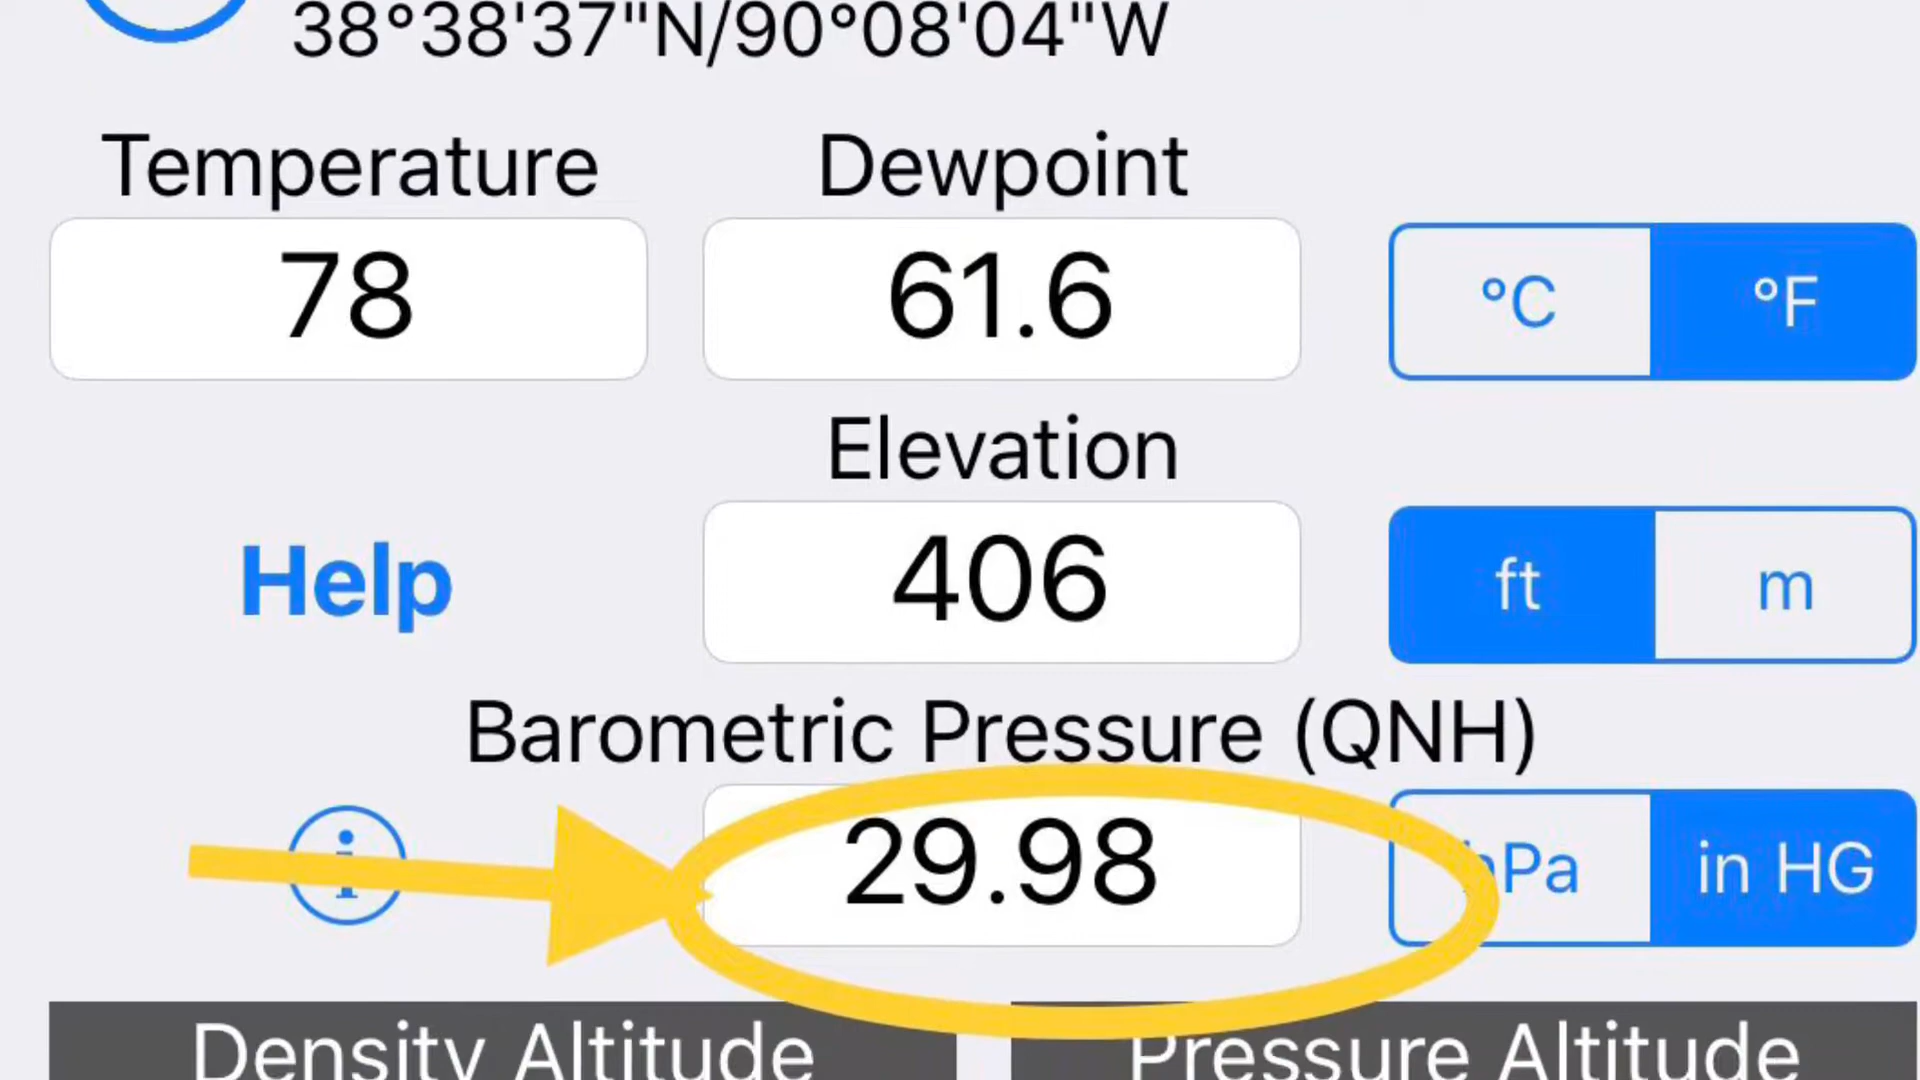 38°38'37"N/90°08'04"W
Temperature Dewpoint
78 61.6 °C °F
Elevation
Help 406 ft m
Barometric Pressure (QNH)
i 29.98 hPa in HG
Density Altitude Pressure Altitude